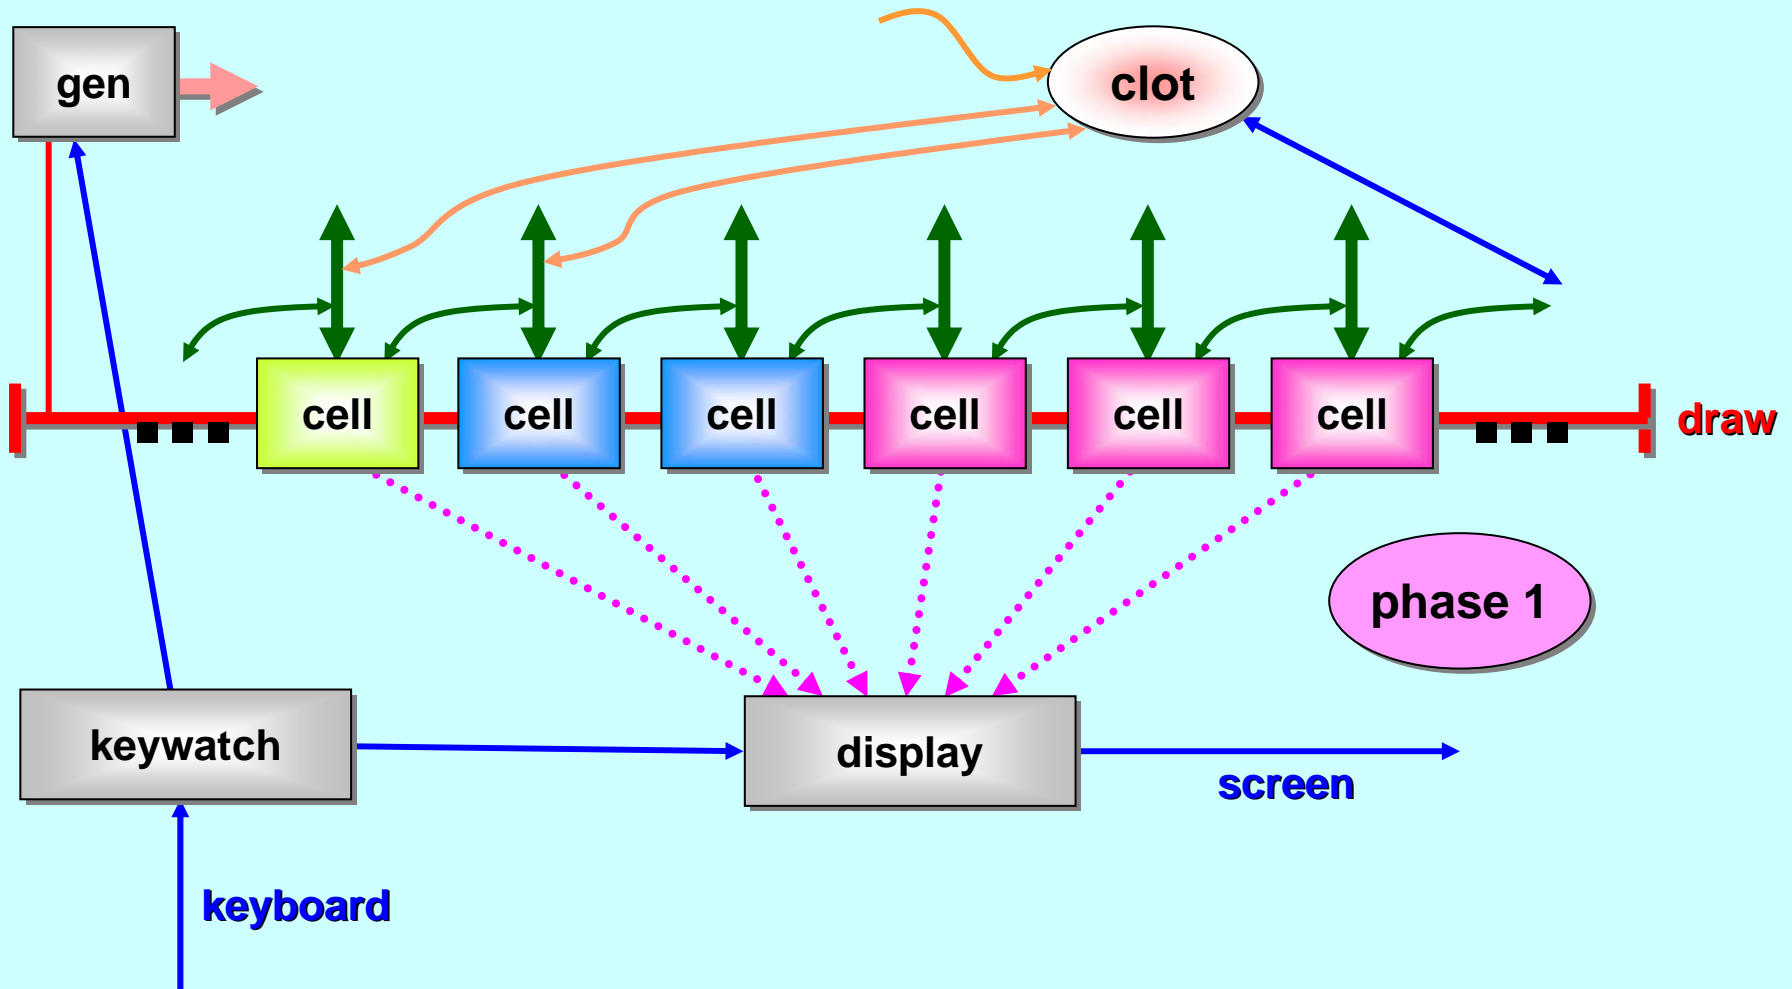 gen
clot
cell
cell
cell
cell
cell
cell
draw
phase 1
keywatch
display
screen
keyboard